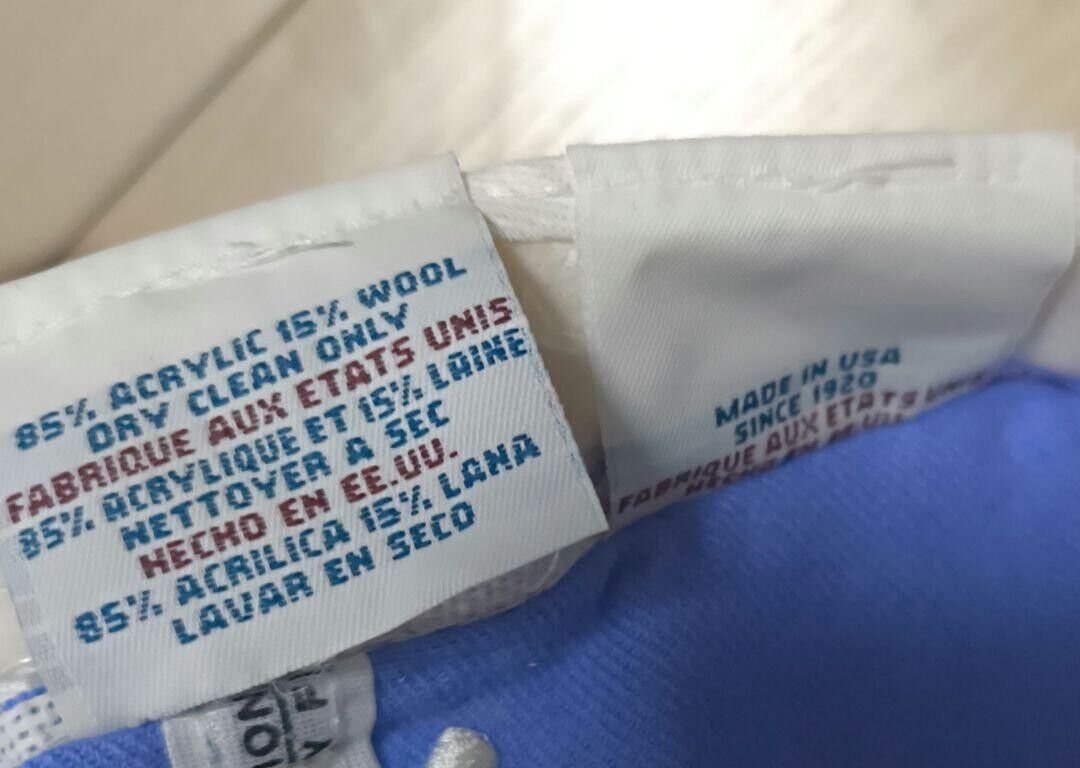 85% ACRYLIC 15% WOOL
DRY CLEAN ONLY
FABRIQUE AUX ETATS UNIS
85% ACRYLIQUE ET 15% LAINE
NETTOYER A SEC
HECHO EN EE.UU.
85% ACRILICA 15% LANA
LAVAR EN SECO
MADE IN USA
SINCE 1920
FABRIQUE AUX ETATS UNIS